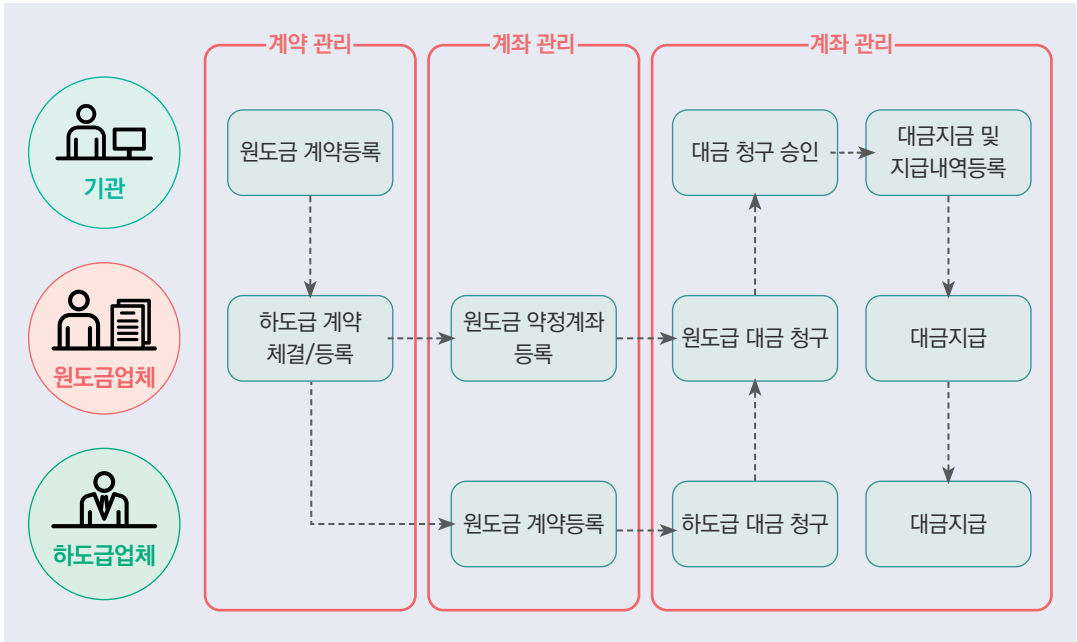 계약 관리
계좌 관리
계좌 관리
기관
원도금 계약등록
대금 청구 승인
대금지금 및
지급내역등록
원도금업체
하도급 계약
체결/등록
원도금 약정계좌
등록
원도급 대금 청구
대금지급
하도급업체
원도금 계약등록
하도급 대금 청구
대금지급